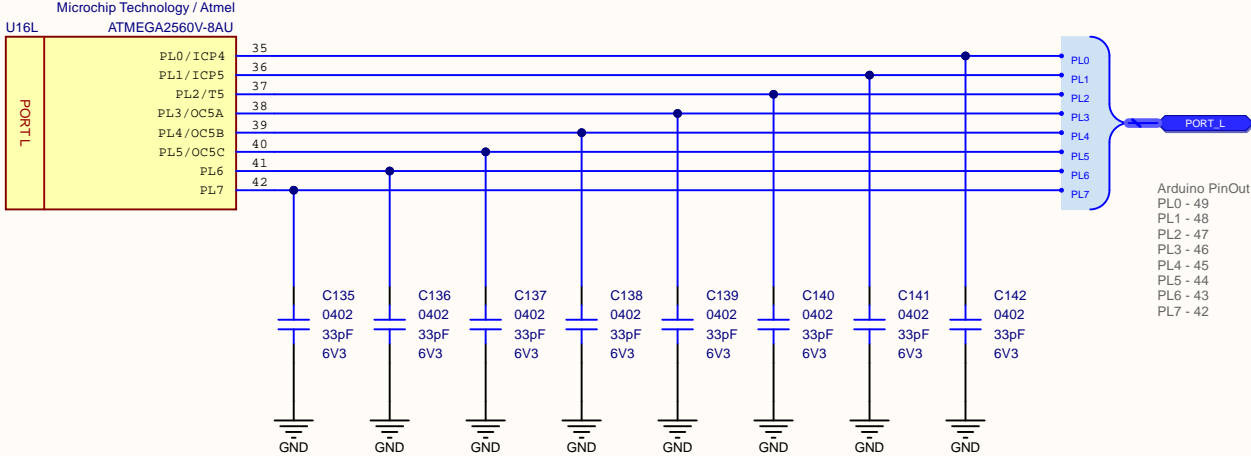 Microchip Technology / Atmel
U16L
ATMEGA2560V-8AU
PORT L
PL0/ICP4
35
PL1/ICP5
36
PL2/T5
37
PL3/OC5A
38
PL4/OC5B
39
PL5/OC5C
40
PL6
41
PL7
42
PL0
PL1
PL2
PL3
PL4
PL5
PL6
PL7
PORT_L
Arduino PinOut
PL0 - 49
PL1 - 48
PL2 - 47
PL3 - 46
PL4 - 45
PL5 - 44
PL6 - 43
PL7 - 42
C135
0402
33pF
6V3
C136
0402
33pF
6V3
C137
0402
33pF
6V3
C138
0402
33pF
6V3
C139
0402
33pF
6V3
C140
0402
33pF
6V3
C141
0402
33pF
6V3
C142
0402
33pF
6V3
GND
GND
GND
GND
GND
GND
GND
GND